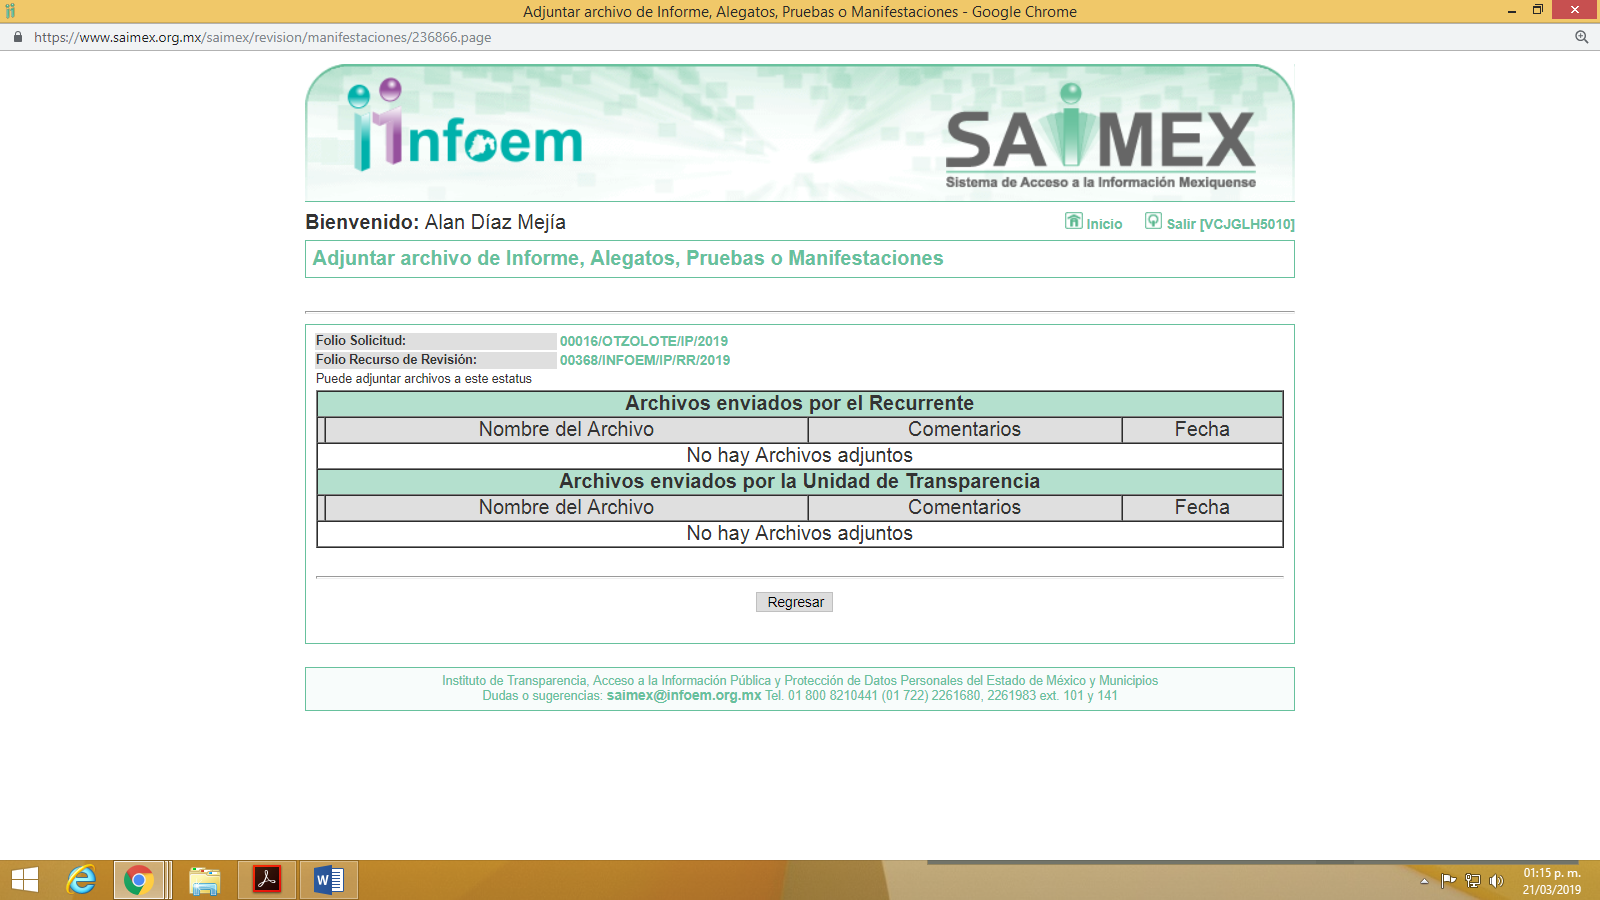 Adjuntar archivo de Informe, Alegatos, Pruebas o Manifestaciones - Google Chrome
https://www.saimex.org.mx/saimex/revision/manifestaciones/236866.page
infoem
SAIMEX
Sistema de Acceso a la Información Mexiquense
Bienvenido: Alan Díaz Mejía
Inicio Salir [VCJGLH5010]
Adjuntar archivo de Informe, Alegatos, Pruebas o Manifestaciones
Folio Solicitud: 00016/OTZOLOTE/IP/2019
Folio Recurso de Revisión: 00368/INFOEM/IP/RR/2019
Puede adjuntar archivos a este estatus
Archivos enviados por el Recurrente
Nombre del Archivo Comentarios Fecha
No hay Archivos adjuntos
Archivos enviados por la Unidad de Transparencia
Nombre del Archivo Comentarios Fecha
No hay Archivos adjuntos
Regresar
Instituto de Transparencia, Acceso a la Información Pública y Protección de Datos Personales del Estado de México y Municipios
Dudas o sugerencias: saimex@infoem.org.mx Tel. 01 800 8210441 (01 722) 2261680, 2261983 ext. 101 y 141
01:15 p. m.
21/03/2019